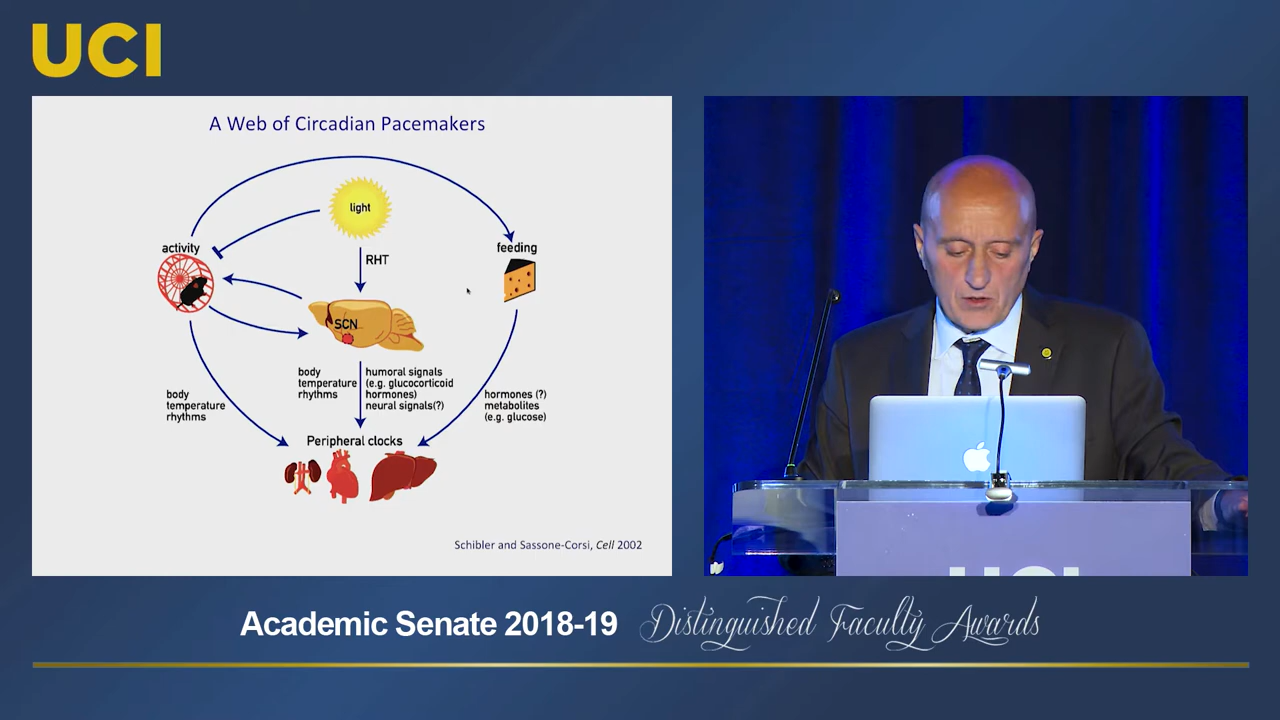 UCI
A Web of Circadian Pacemakers
light
activity
feeding
RHT
SCN
body
temperature
rhythms
humoral signals
(e.g. glucocorticoid
hormones)
neural signals(?)
body
temperature
rhythms
hormones (?)
metabolites
(e.g. glucose)
Peripheral clocks
Schibler and Sassone-Corsi, Cell 2002
UCI
Academic Senate 2018-19 Distinguished Faculty Awards